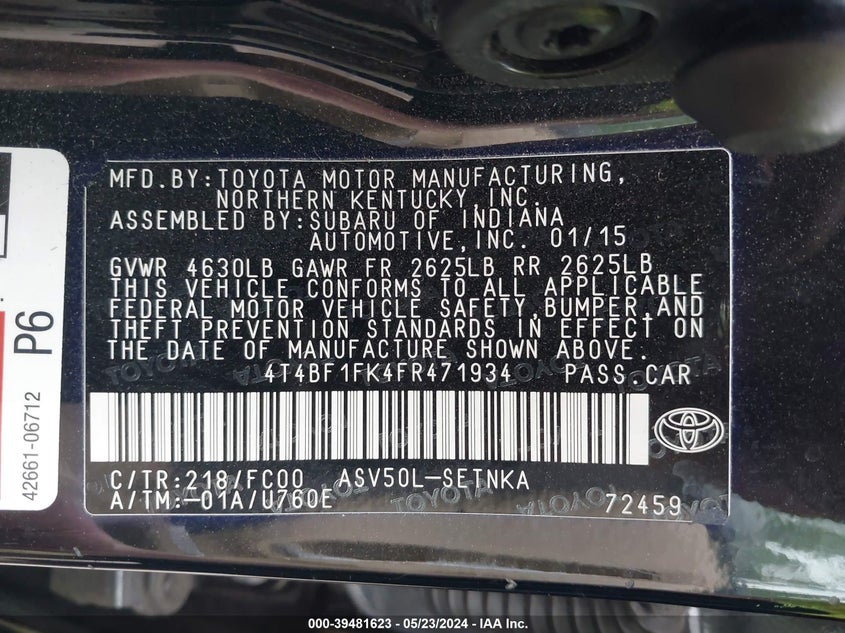 MFD.BY:TOYOTA MOTOR MANUFACTURING,
NORTHERN KENTUCKY,INC.
ASSEMBLED BY:SUBARU OF INDIANA
AUTOMOTIVE,INC. 01/15
GVWR 4630LB GAWR FR 2625LB RR 2625LB
THIS VEHICLE CONFORMS TO ALL APPLICABLE
FEDERAL MOTOR VEHICLE SAFETY,BUMPER,AND
THEFT PREVENTION STANDARDS IN EFFECT ON
THE DATE OF MANUFACTURE SHOWN ABOVE.
4T4BF1FK4FR471934 PASS.CAR
C/TR:218/FC00 ASV50L-SETNKA
A/TM:-01A/U760E 72459
P6
42661-06712
000-39481623 - 05/23/2024 - IAA Inc.